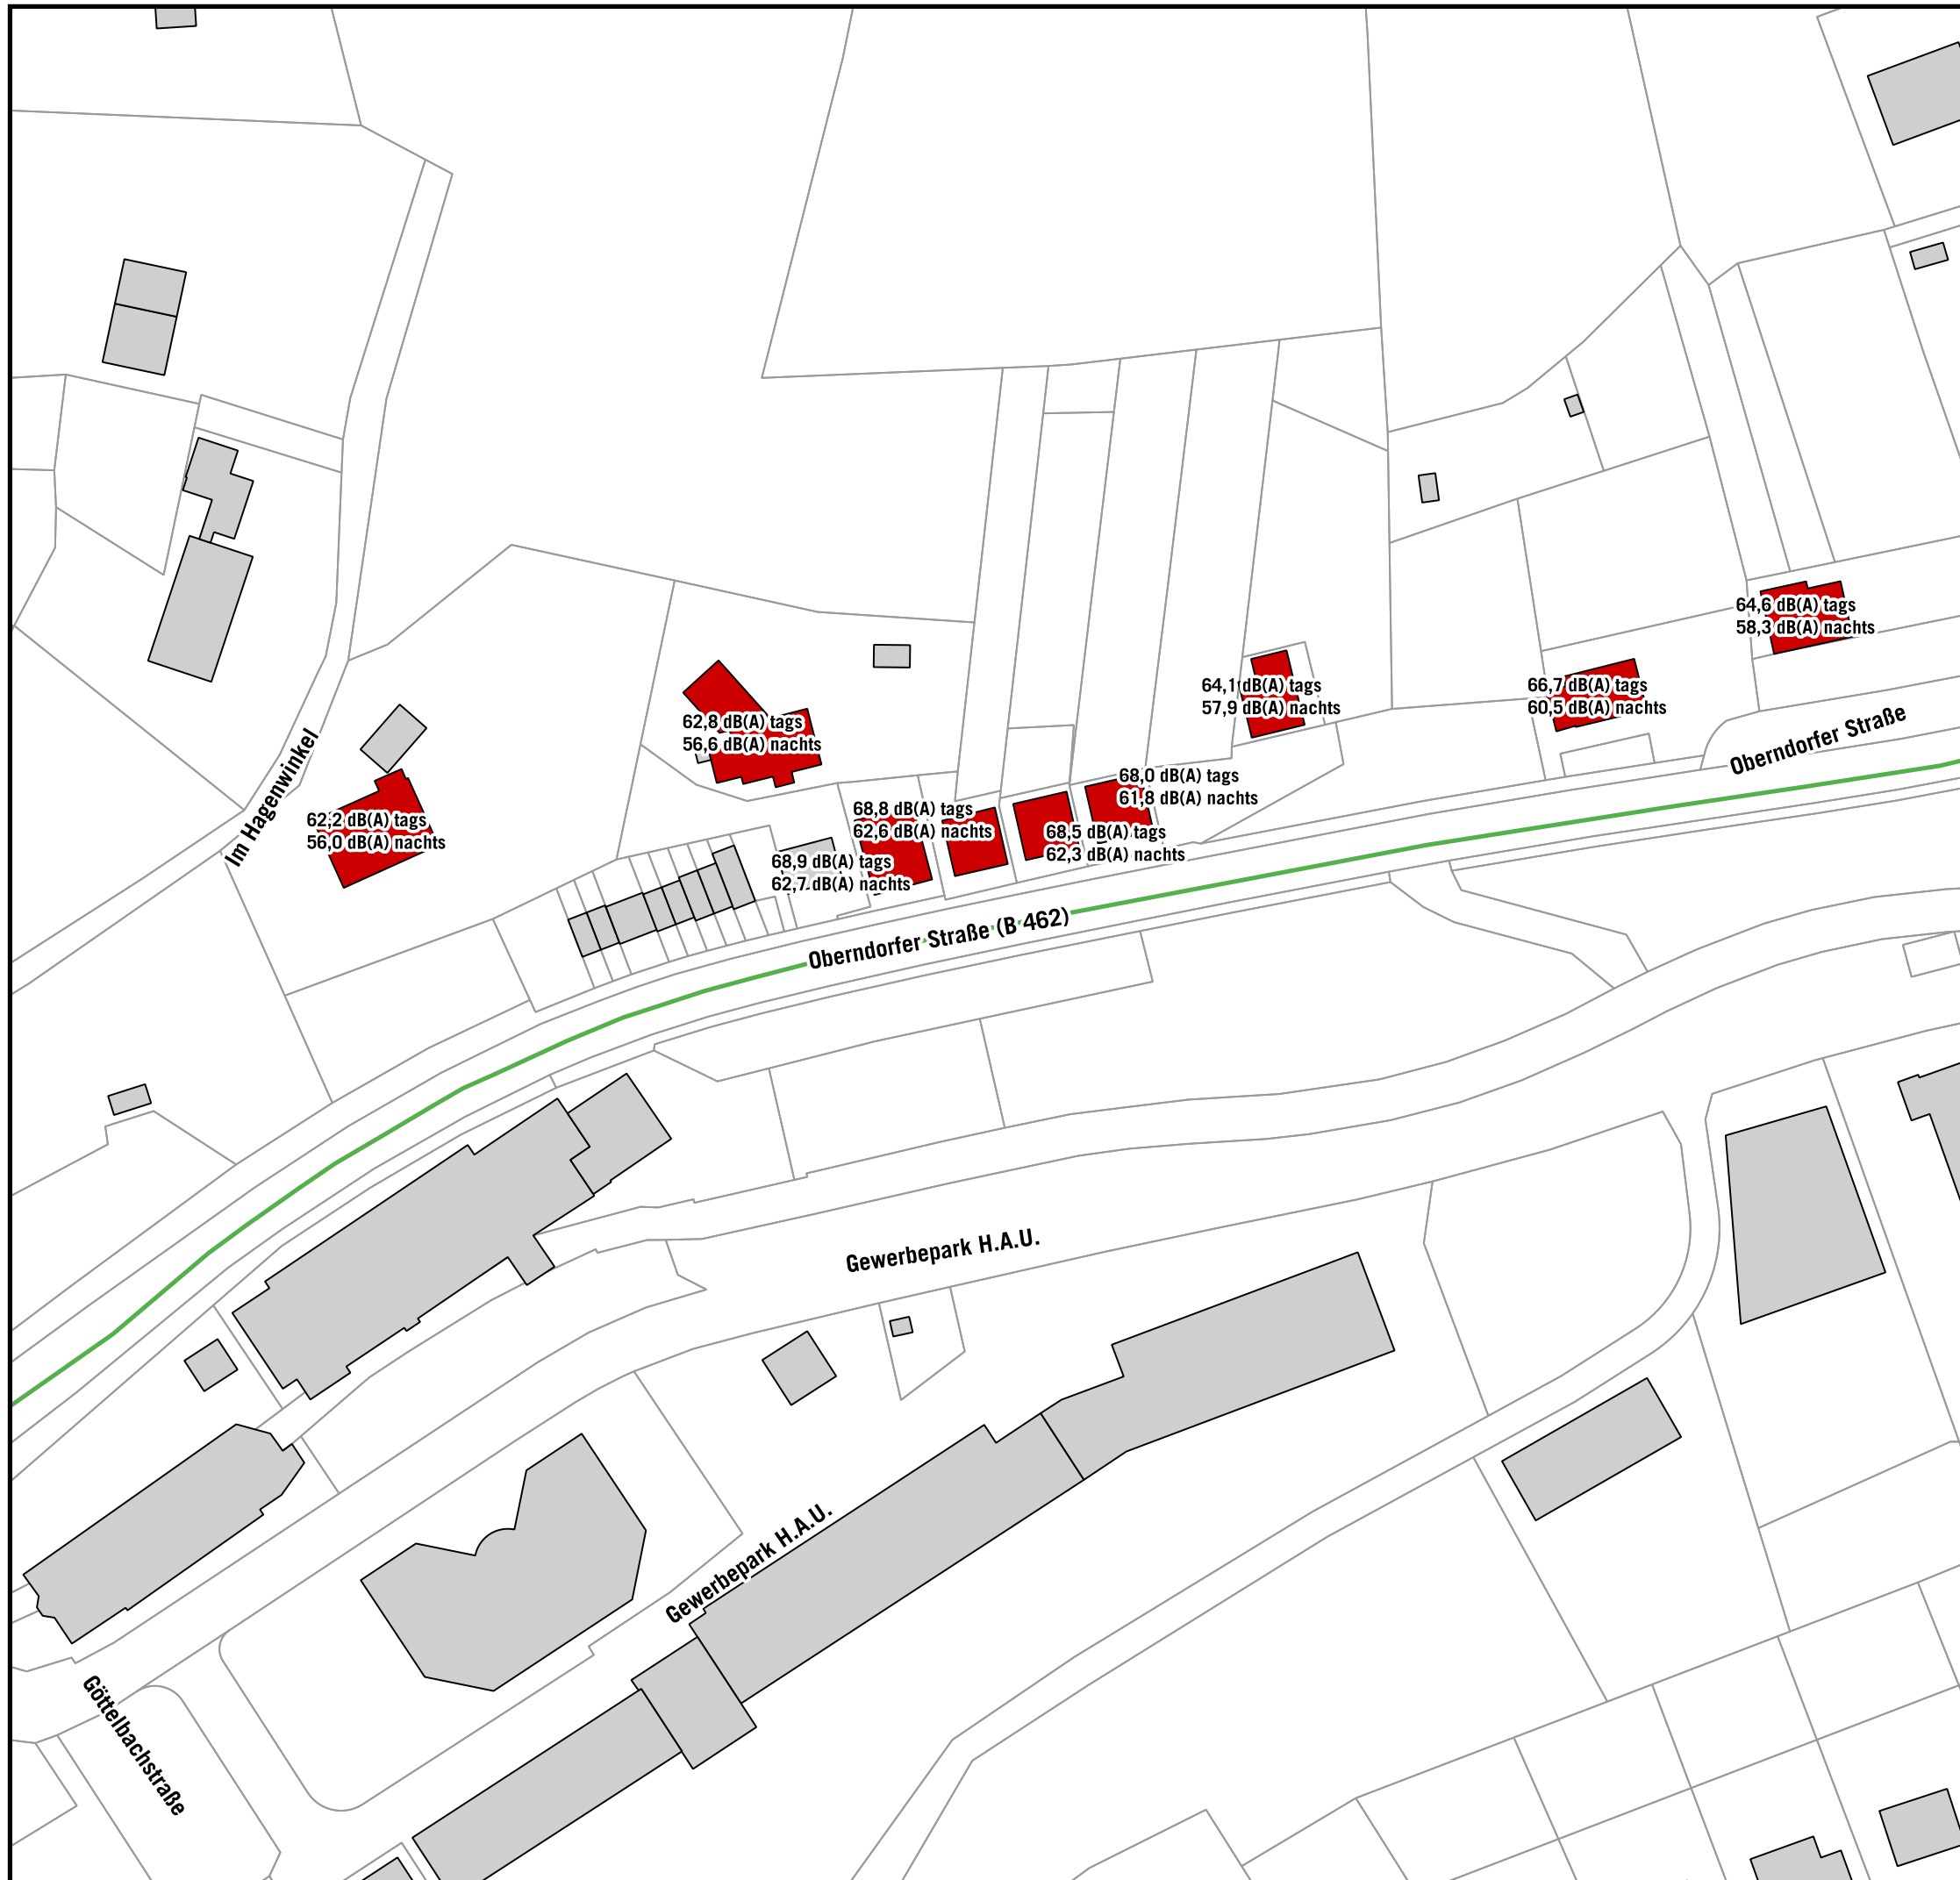 64,6 dB(A) tags
58,3 dB(A) nachts
64,1 dB(A) tags
57,9 dB(A) nachts
66,7 dB(A) tags
60,5 dB(A) nachts
62,8 dB(A) tags
56,6 dB(A) nachts
Oberndorfer Straße
Im Hagenwinkel
62,2 dB(A) tags
56,0 dB(A) nachts
68,0 dB(A) tags
61,8 dB(A) nachts
68,8 dB(A) tags
62,6 dB(A) nachts
68,5 dB(A) tags
62,3 dB(A) nachts
68,9 dB(A) tags
62,7 dB(A) nachts
Oberndorfer Straße (B 462)
Gewerbepark H.A.U.
Gewerbepark H.A.U.
Göttelbachstraße